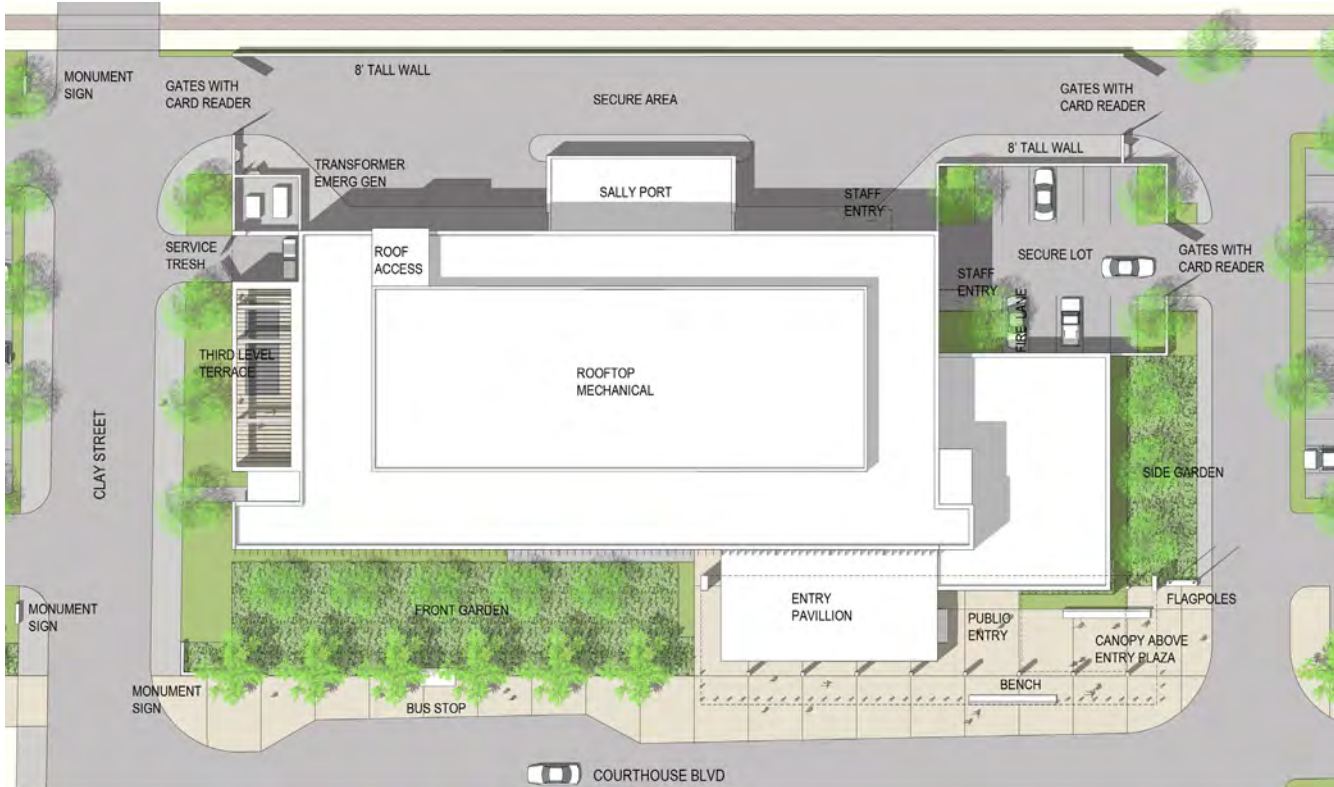 MONUMENT
SIGN
8' TALL WALL
GATES WITH
CARD READER
SECURE AREA
GATES WITH
CARD READER
8' TALL WALL
TRANSFORMER
EMERG GEN
SALLY PORT
STAFF
ENTRY
SERVICE
TRESH
ROOF
ACCESS
SECURE LOT
GATES WITH
CARD READER
STAFF
ENTRY
FIRE LANE
THIRD LEVEL
TERRACE
ROOFTOP
MECHANICAL
CLAY STREET
SIDE GARDEN
MONUMENT
SIGN
FRONT GARDEN
ENTRY
PAVILLION
FLAGPOLES
PUBLIC
ENTRY
CANOPY ABOVE
ENTRY PLAZA
MONUMENT
SIGN
BENCH
BUS STOP
COURTHOUSE BLVD